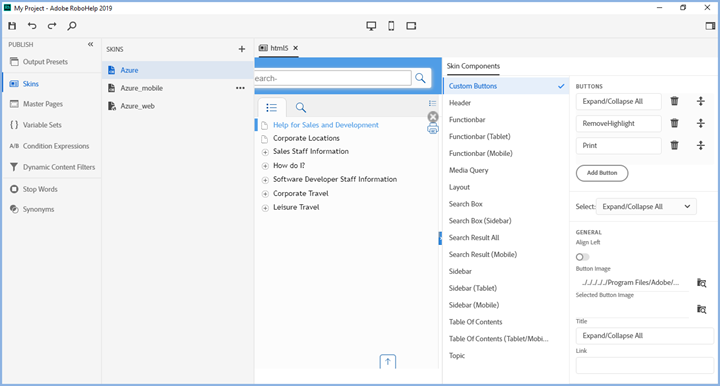 My Project - Adobe RoboHelp 2019
PUBLISH
Output Presets
Skins
Master Pages
Variable Sets
A/B Condition Expressions
Dynamic Content Filters
Stop Words
Synonyms
SKINS
Azure
Azure_mobile
Azure_web
html5
earch-
Help for Sales and Development
Corporate Locations
Sales Staff Information
How do I?
Software Developer Staff Information
Corporate Travel
Leisure Travel
Skin Components
Custom Buttons
Header
Functionbar
Functionbar (Tablet)
Functionbar (Mobile)
Media Query
Layout
Search Box
Search Box (Sidebar)
Search Result All
Search Result (Mobile)
Sidebar
Sidebar (Tablet)
Sidebar (Mobile)
Table Of Contents
Table Of Contents (Tablet/Mobi...
Topic
BUTTONS
Expand/Collapse All
RemoveHighlight
Print
Add Button
Select: Expand/Collapse All
GENERAL
Align Left
Button Image
../../../../../Program Files/Adobe/...
Selected Button Image
Title
Expand/Collapse All
Link